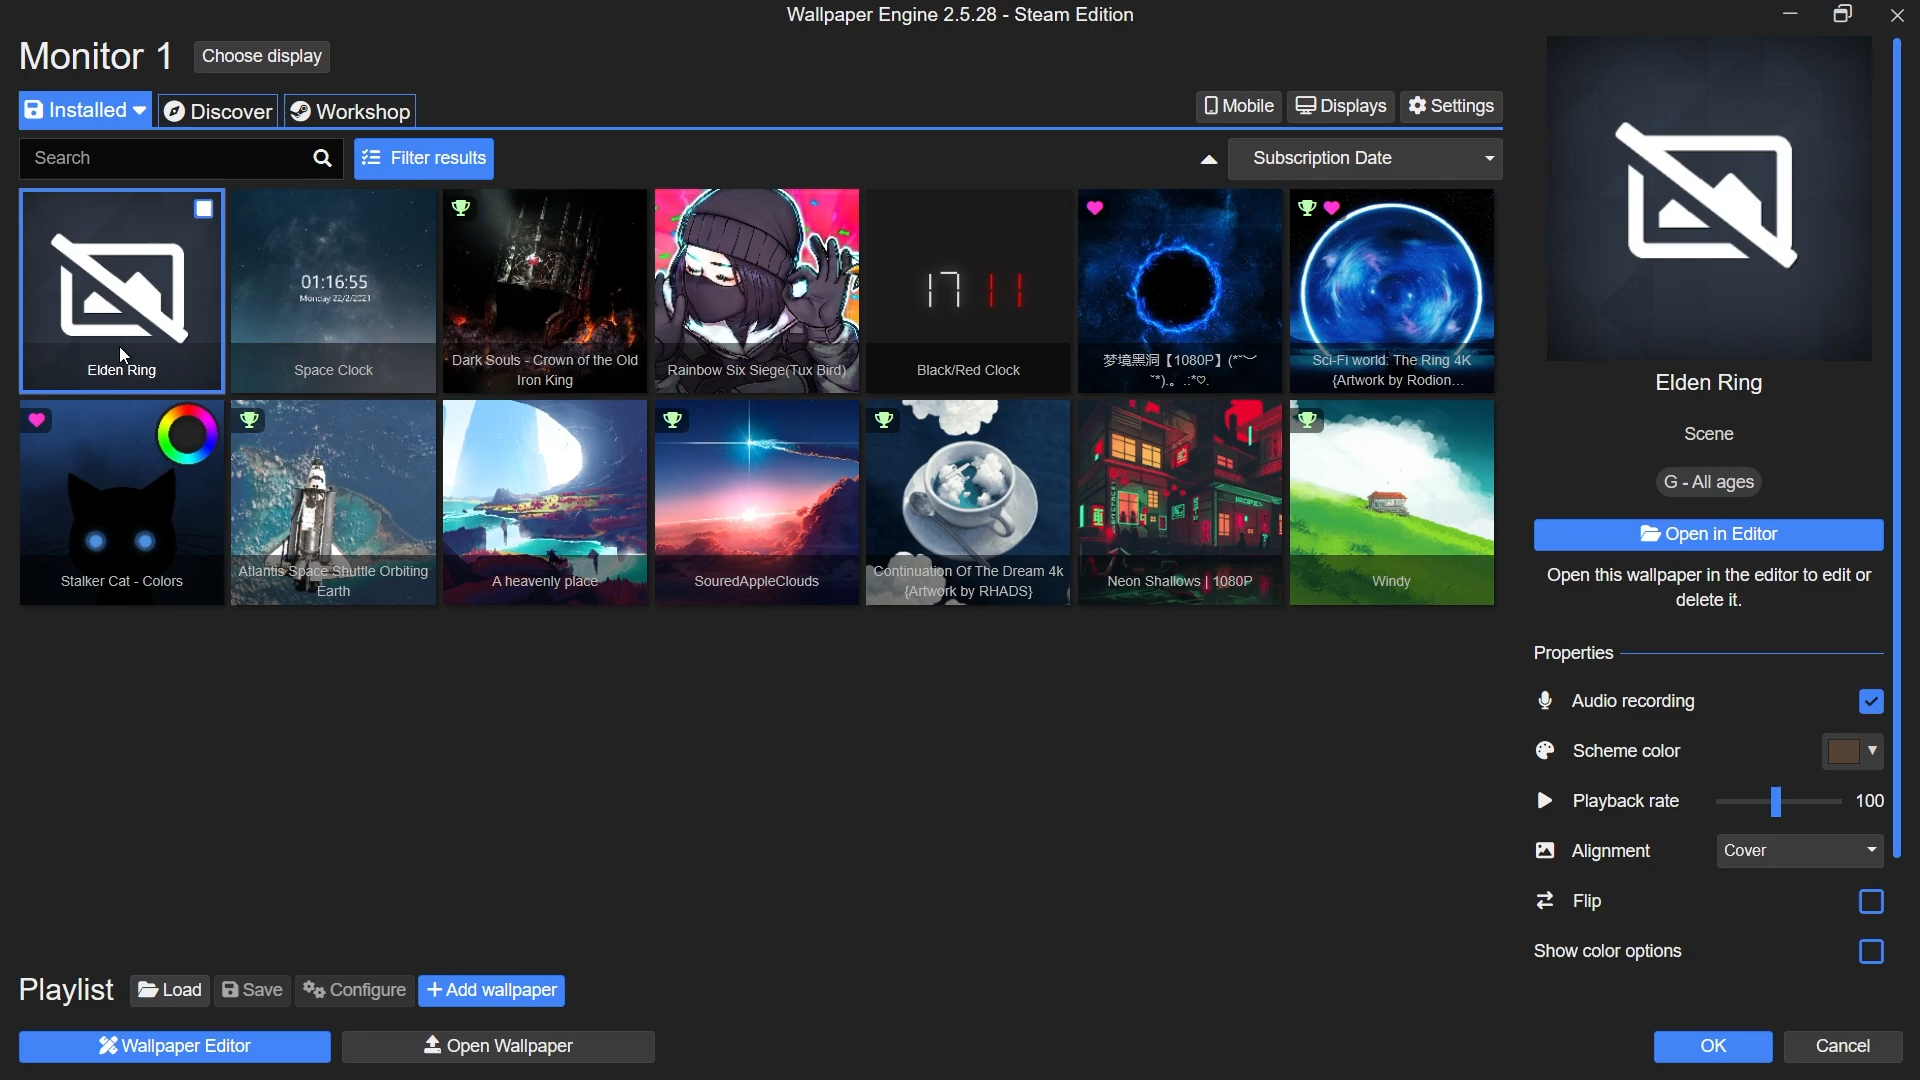 Wallpaper Engine 2.5.28 - Steam Edition
Monitor 1
Choose display
Installed
Discover
Workshop
Mobile
Displays
Settings
Search
Filter results
Subscription Date
Elden Ring
01:16:55
Monday 22/2/2021
Space Clock
Dark Souls - Crown of the Old
Iron King
Rainbow Six Siege(Tux Bird)
17 11
Black/Red Clock
梦境黑洞【1080P】(*˘︶
˘*).。.:*♡.
Sci-Fi world: The Ring 4K
{Artwork by Rodion...
Stalker Cat - Colors
Atlantis Space Shuttle Orbiting
Earth
A heavenly place
SouredAppleClouds
Continuation Of The Dream 4k
{Artwork by RHADS}
Neon Shallows | 1080P
Windy
Elden Ring
Scene
G - All ages
Open in Editor
Open this wallpaper in the editor to edit or
delete it.
Properties
Audio recording
Scheme color
Playback rate
100
Alignment
Cover
Flip
Show color options
Playlist
Load
Save
Configure
Add wallpaper
Wallpaper Editor
Open Wallpaper
OK
Cancel